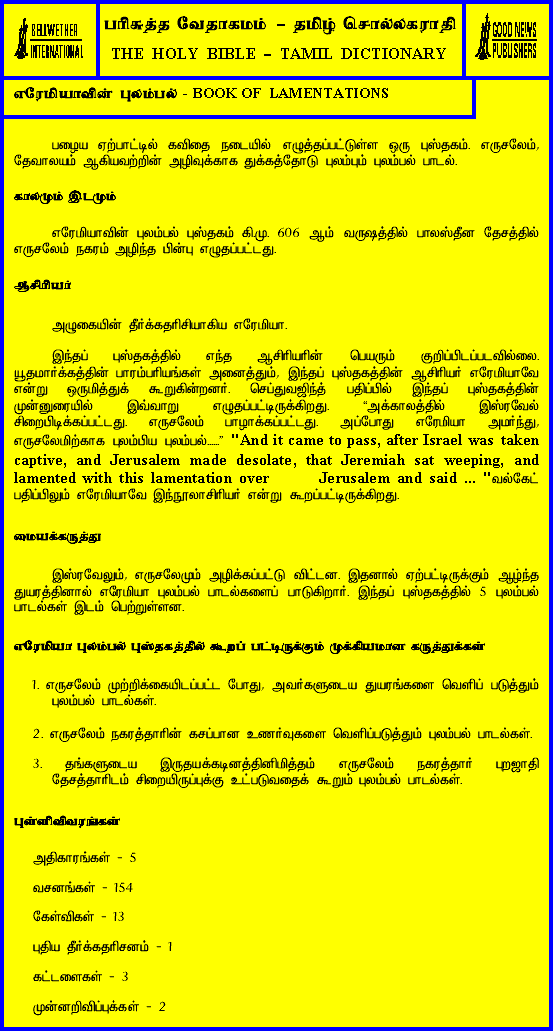 BELLWETHER
INTERNATIONAL
பரிசுத்த வேதாகமம் – தமிழ் சொல்லகராதி
THE HOLY BIBLE – TAMIL DICTIONARY
GOOD NEWS
PUBLISHERS
எரேமியாவின் புலம்பல் - BOOK OF LAMENTATIONS
பழைய ஏற்பாட்டில் கவிதை நடையில் எழுத்தப்பட்டுள்ள ஒரு புஸ்தகம். எருசலேம்,
தேவாலயம் ஆகியவற்றின் அழிவுக்காக துக்கத்தோடு புலம்பும் புலம்பல் பாடல்.
காலமும் இடமும்
எரேமியாவின் புலம்பல் புஸ்தகம் கி.மு. 606 ஆம் வருஷத்தில் பாலஸ்தீன தேசத்தில்
எருசலேம் நகரம் அழிந்த பின்பு எழுதப்பட்டது.
ஆசிரியர்
அழுகையின் தீர்க்கதரிசியாகிய எரேமியா.
இந்தப் புஸ்தகத்தில் எந்த ஆசிரியரின் பெயரும் குறிப்பிடப்படவில்லை.
யூதமார்க்கத்தின் பாரம்பரியங்கள் அனைத்தும், இந்தப் புஸ்தகத்தின் ஆசிரியர் எரேமியாவே
என்று ஒருமித்துக் கூறுகின்றனர். செப்துவஜிந்த் பதிப்பில் இந்தப் புஸ்தகத்தின்
முன்னுரையில் இவ்வாறு எழுதப்பட்டிருக்கிறது. “அக்காலத்தில் இஸ்ரவேல்
சிறைபிடிக்கப்பட்டது. எருசலேம் பாழாக்கப்பட்டது. அப்போது எரேமியா அமர்ந்து,
எருசலேமிற்காக புலம்பிய புலம்பல்.....” "And it came to pass, after Israel was taken
captive, and Jerusalem made desolate, that Jeremiah sat weeping, and
lamented with this lamentation over Jerusalem and said ... "வல்கேட்
பதிப்பிலும் எரேமியாவே இந்நூலாசிரியர் என்று கூறப்பட்டிருக்கிறது.
மையக்கருத்து
இஸ்ரவேலும், எருசலேமும் அழிக்கப்பட்டு விட்டன. இதனால் ஏற்பட்டிருக்கும் ஆழ்ந்த
துயரத்தினால் எரேமியா புலம்பல் பாடல்களைப் பாடுகிறார். இந்தப் புஸ்தகத்தில் 5 புலம்பல்
பாடல்கள் இடம் பெற்றுள்ளன.
எரேமியா புலம்பல் புஸ்தகத்தில் கூறப் பட்டிருக்கும் முக்கியமான கருத்துக்கள்
1. எருசலேம் முற்றிக்கையிடப்பட்ட போது, அவர்களுடைய துயரங்களை வெளிப் படுத்தும்
புலம்பல் பாடல்கள்.
2. எருசலேம் நகரத்தாரின் கசப்பான உணர்வுகளை வெளிப்படுத்தும் புலம்பல் பாடல்கள்.
3. தங்களுடைய இருதயக்கடினத்தினிமித்தம் எருசலேம் நகரத்தார் புறஜாதி
தேசத்தாரிடம் சிறையிருப்புக்கு உட்படுவதைக் கூறும் புலம்பல் பாடல்கள்.
புள்ளிவிவரங்கள்
அதிகாரங்கள் - 5
வசனங்கள் - 154
கேள்விகள் - 13
புதிய தீர்க்கதரிசனம் - 1
கட்டளைகள் - 3
முன்னறிவிப்புக்கள் - 2